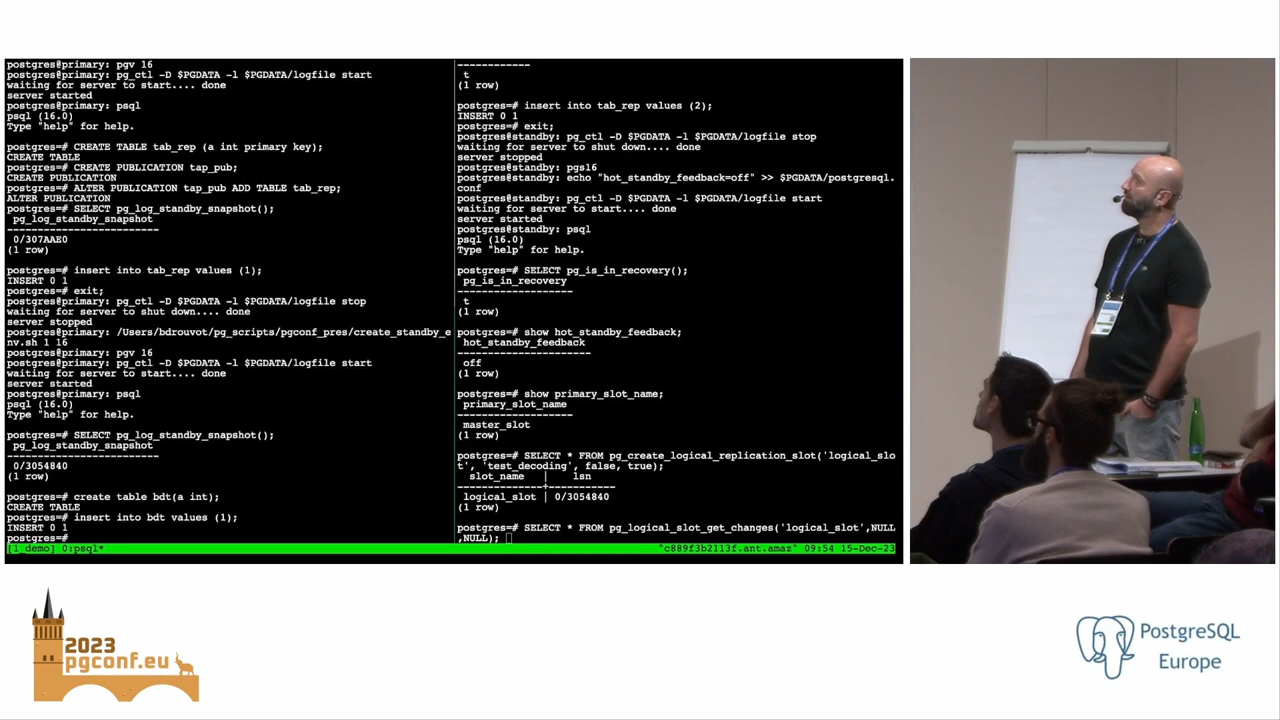 postgres@primary: pgv 16
postgres@primary: pg_ctl -D $PGDATA -l $PGDATA/logfile start
waiting for server to start.... done
server started
postgres@primary: psql
psql (16.0)
Type "help" for help.
postgres=# CREATE TABLE tab_rep (a int primary key);
CREATE TABLE
postgres=# CREATE PUBLICATION tap_pub;
CREATE PUBLICATION
postgres=# ALTER PUBLICATION tap_pub ADD TABLE tab_rep;
ALTER PUBLICATION
postgres=# SELECT pg_log_standby_snapshot();
pg_log_standby_snapshot
-------------------------
0/307AAE0
(1 row)
postgres=# insert into tab_rep values (1);
INSERT 0 1
postgres=# exit;
postgres@primary: pg_ctl -D $PGDATA -l $PGDATA/logfile stop
waiting for server to shut down.... done
server stopped
postgres@primary: /Users/bdrouvot/pg_scripts/pgconf_pres/create_standby_e
nv.sh 1 16
postgres@primary: pgv 16
postgres@primary: pg_ctl -D $PGDATA -l $PGDATA/logfile start
waiting for server to start.... done
server started
postgres@primary: psql
psql (16.0)
Type "help" for help.
postgres=# SELECT pg_log_standby_snapshot();
pg_log_standby_snapshot
-------------------------
0/3054840
(1 row)
postgres=# create table bdt(a int);
CREATE TABLE
postgres=# insert into bdt values (1);
INSERT 0 1
postgres=#
------------
t
(1 row)
postgres=# insert into tab_rep values (2);
INSERT 0 1
postgres=# exit;
postgres@standby: pg_ctl -D $PGDATA -l $PGDATA/logfile stop
waiting for server to shut down.... done
server stopped
postgres@standby: pgs16
postgres@standby: echo "hot_standby_feedback=off" >> $PGDATA/postgresql.
conf
postgres@standby: pg_ctl -D $PGDATA -l $PGDATA/logfile start
waiting for server to start.... done
server started
postgres@standby: psql
psql (16.0)
Type "help" for help.
postgres=# SELECT pg_is_in_recovery();
pg_is_in_recovery
-------------------
t
(1 row)
postgres=# show hot_standby_feedback;
hot_standby_feedback
----------------------
off
(1 row)
postgres=# show primary_slot_name;
primary_slot_name
-------------------
master_slot
(1 row)
postgres=# SELECT * FROM pg_create_logical_replication_slot('logical_slo
t', 'test_decoding', false, true);
slot_name | lsn
--------------+-----------
logical_slot | 0/3054840
(1 row)
postgres=# SELECT * FROM pg_logical_slot_get_changes('logical_slot',NULL
,NULL);
[1_demo] 0:psql* "c889f3b2113f.ant.amaz" 09:54 15-Dec-23
2023
pgconf.eu
PostgreSQL
Europe